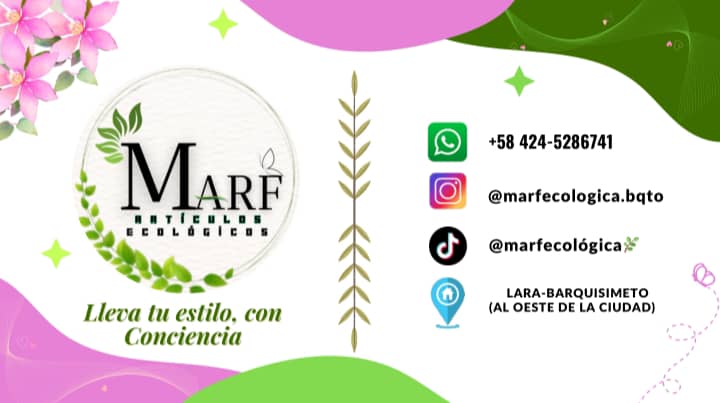 MARF
ARTÍCULOS
ECOLÓGICOS
Lleva tu estilo, con
Conciencia
+58 424-5286741
@marfecologica.bqto
@marfecológica🌿
LARA-BARQUISIMETO
(AL OESTE DE LA CIUDAD)